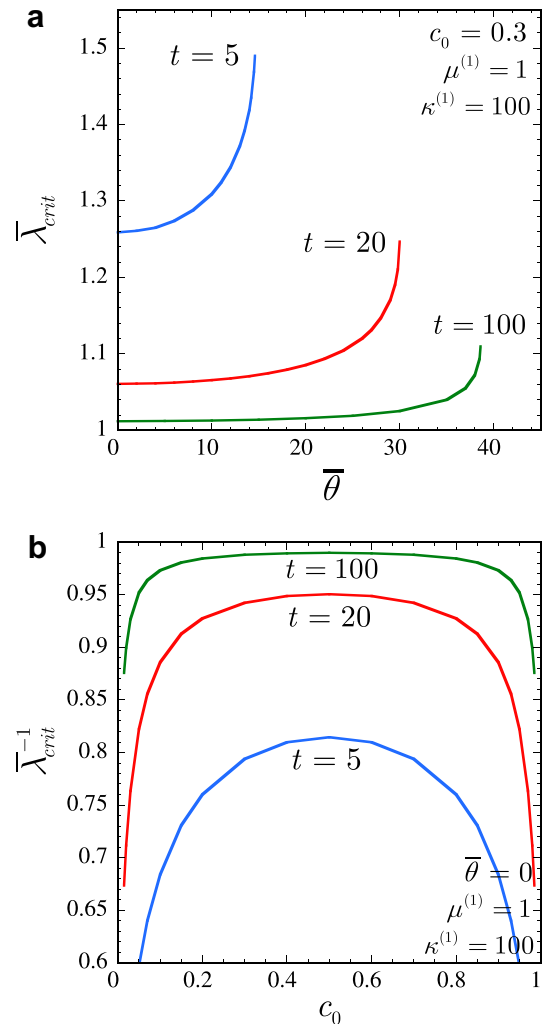 a
1.5
1.4
1.3
1.2
1.1
1
λ̅crit
t = 5
t = 20
t = 100
c₀ = 0.3
μ⁽¹⁾ = 1
κ⁽¹⁾ = 100
0 10 20 30 40
θ̅
b
1
0.95
0.9
0.85
0.8
0.75
0.7
0.65
0.6
λ̅⁻¹crit
t = 100
t = 20
t = 5
θ̅ = 0
μ⁽¹⁾ = 1
κ⁽¹⁾ = 100
0 0.2 0.4 0.6 0.8 1
c₀